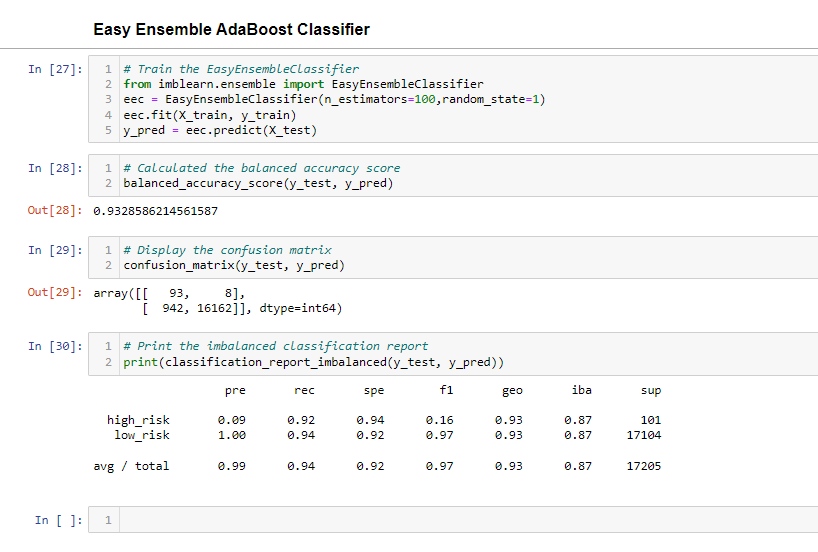 Easy Ensemble AdaBoost Classifier
In [27]: 1 # Train the EasyEnsembleClassifier
2 from imblearn.ensemble import EasyEnsembleClassifier
3 eec = EasyEnsembleClassifier(n_estimators=100,random_state=1)
4 eec.fit(X_train, y_train)
5 y_pred = eec.predict(X_test)
In [28]: 1 # Calculated the balanced accuracy score
2 balanced_accuracy_score(y_test, y_pred)
Out[28]: 0.9328586214561587
In [29]: 1 # Display the confusion matrix
2 confusion_matrix(y_test, y_pred)
Out[29]: array([[   93,     8],
[  942, 16162]], dtype=int64)
In [30]: 1 # Print the imbalanced classification report
2 print(classification_report_imbalanced(y_test, y_pred))
pre rec spe f1 geo iba sup
high_risk 0.09 0.92 0.94 0.16 0.93 0.87 101
low_risk 1.00 0.94 0.92 0.97 0.93 0.87 17104
avg / total 0.99 0.94 0.92 0.97 0.93 0.87 17205
In [ ]: 1